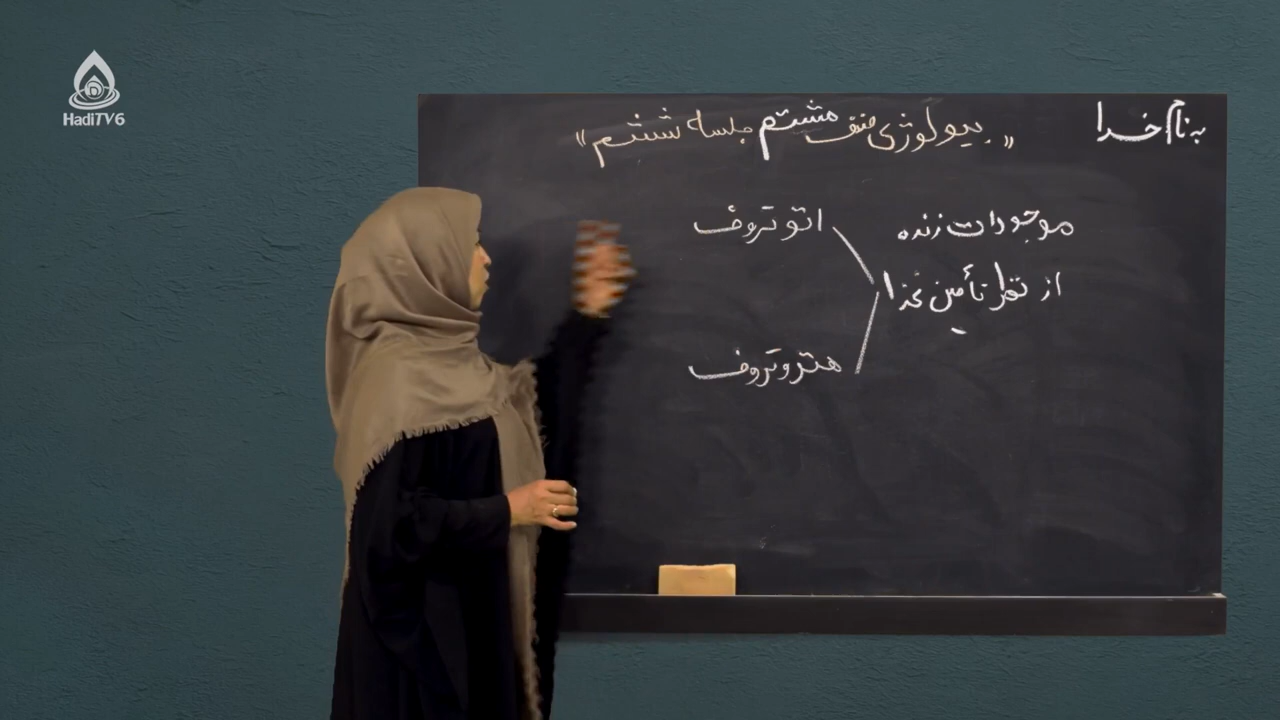 به نام خدا
«بیولوژی صنف هشتم جلسه ششم»
موجودات زنده
از نظر تأمین غذا
اتوتروف
هتروتروف
HadiTV6